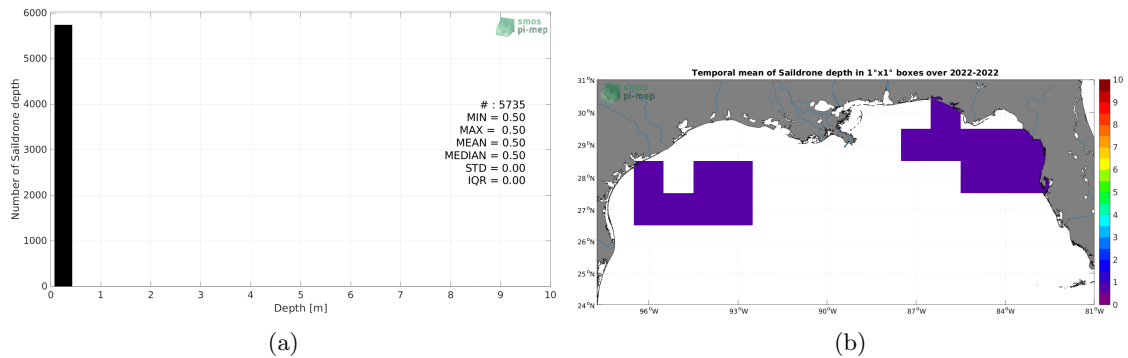 6000
5000
4000
3000
2000
1000
0
Number of Saildrone depth
smos
pi-mep
# : 5735
MIN = 0.50
MAX = 0.50
MEAN = 0.50
MEDIAN = 0.50
STD = 0.00
IQR = 0.00
0 1 2 3 4 5 6 7 8 9 10
Depth [m]
(a)
Temporal mean of Saildrone depth in 1°x1° boxes over 2022-2022
smos
pi-mep
31°N
30°N
29°N
28°N
27°N
26°N
25°N
24°N
96°W 93°W 90°W 87°W 84°W 81°W
10
9
8
7
6
5
4
3
2
1
0
(b)